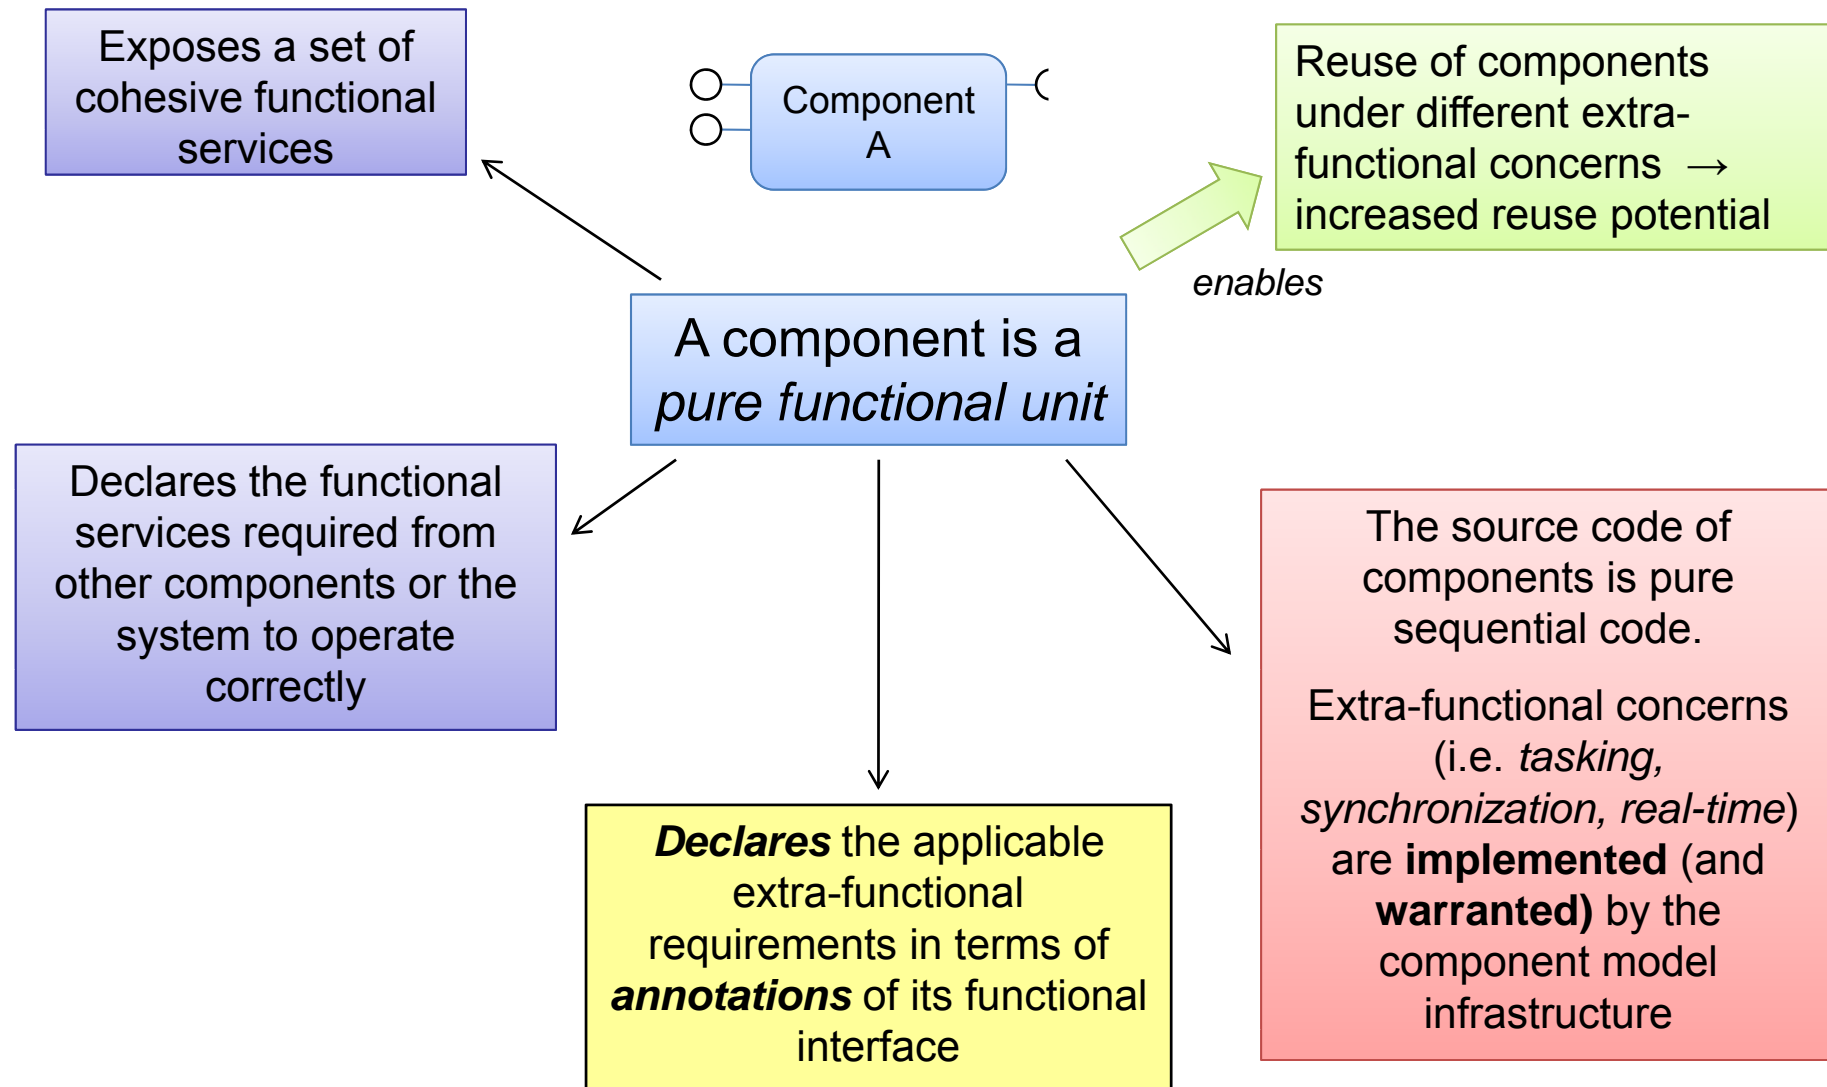 Exposes a set of
cohesive functional
services
Component
A
Reuse of components
under different extra-
functional concerns →
increased reuse potential
enables
A component is a
pure functional unit
Declares the functional
services required from
other components or the
system to operate
correctly
Declares the applicable
extra-functional
requirements in terms of
annotations of its functional
interface
The source code of
components is pure
sequential code.
Extra-functional concerns
(i.e. tasking,
synchronization, real-time)
are implemented (and
warranted) by the
component model
infrastructure